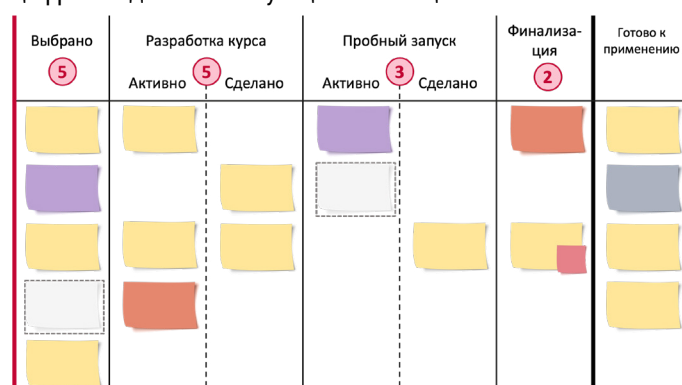 Выбрано
5
Разработка курса
5
Активно
Сделано
Пробный запуск
3
Активно
Сделано
Финализа-
ция
2
Готово к
применению